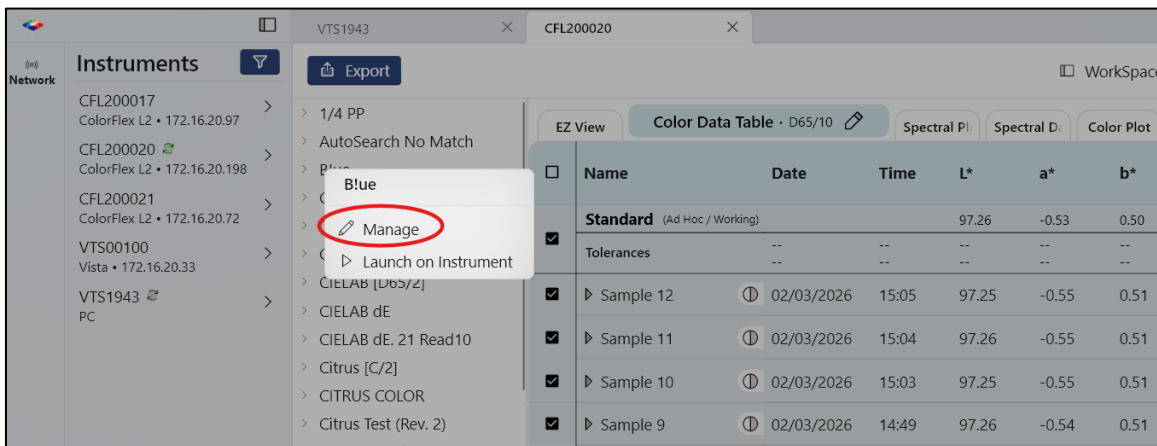 VTS1943
CFL200020
Network
Instruments
Export
WorkSpac
CFL200017
ColorFlex L2 • 172.16.20.97
CFL200020
ColorFlex L2 • 172.16.20.198
CFL200021
ColorFlex L2 • 172.16.20.72
VTS00100
Vista • 172.16.20.33
VTS1943
PC
1/4 PP
AutoSearch No Match
B!ue
Manage
Launch on Instrument
CIELAB [D65/2]
CIELAB dE
CIELAB dE. 21 Read10
Citrus [C/2]
CITRUS COLOR
Citrus Test (Rev. 2)
EZ View Color Data Table · D65/10 Spectral Pl Spectral Da Color Plot
Name Date Time L* a* b*
Standard (Ad Hoc / Working) 97.26 -0.53 0.50
Tolerances -- -- -- -- --
-- -- -- -- --
Sample 12 02/03/2026 15:05 97.25 -0.55 0.51
Sample 11 02/03/2026 15:04 97.26 -0.55 0.51
Sample 10 02/03/2026 15:03 97.25 -0.55 0.51
Sample 9 02/03/2026 14:49 97.26 -0.54 0.51